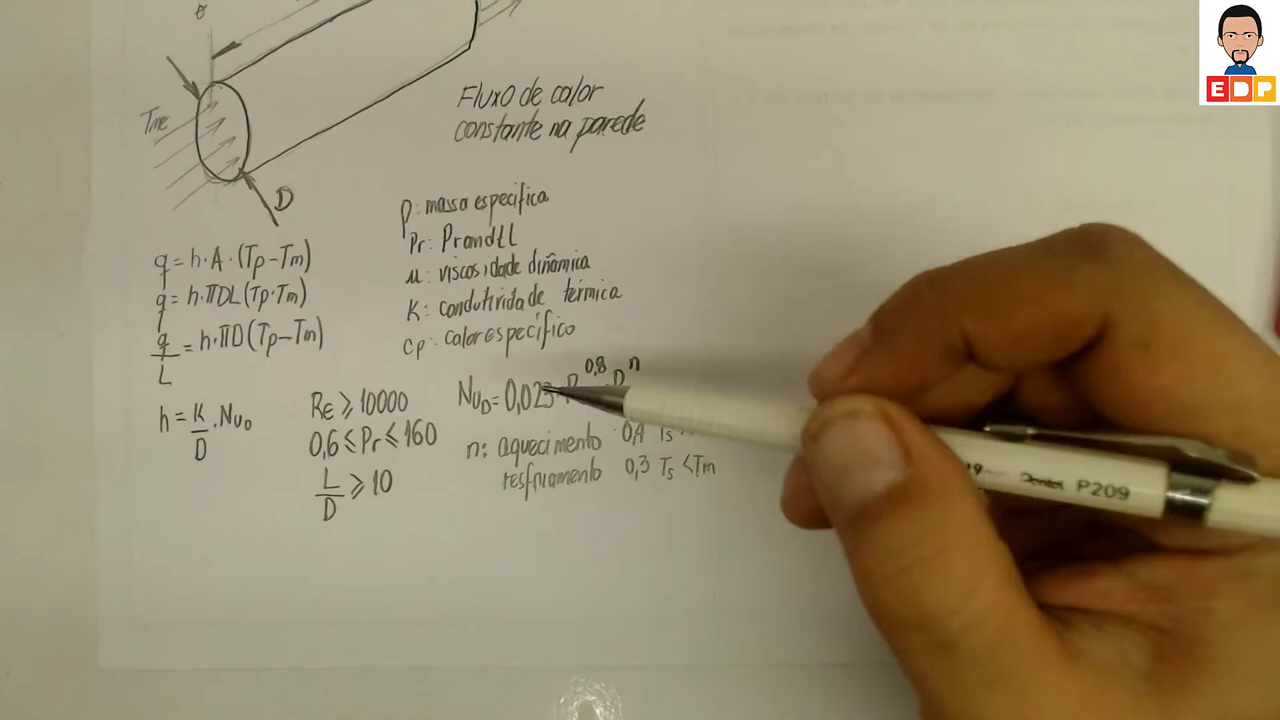 EDP
Tme
D
Fluxo de calor
constante na parede
ρ: massa específica
Pr: Prandtl
μ: viscosidade dinâmica
K: condutividade térmica
cp: calor específico
q = h·A·(Tp-Tm)
q = h·πDL(Tp-Tm)
q/L = h·πD(Tp-Tm)
h = K/D . NuD
Re ⩾ 10000
0,6 ⩽ Pr ⩽ 160
L/D ⩾ 10
NuD = 0,023 0,8 n
n: aquecimento 0,4 Ts
resfriamento 0,3 Ts < Tm
Pentel P209